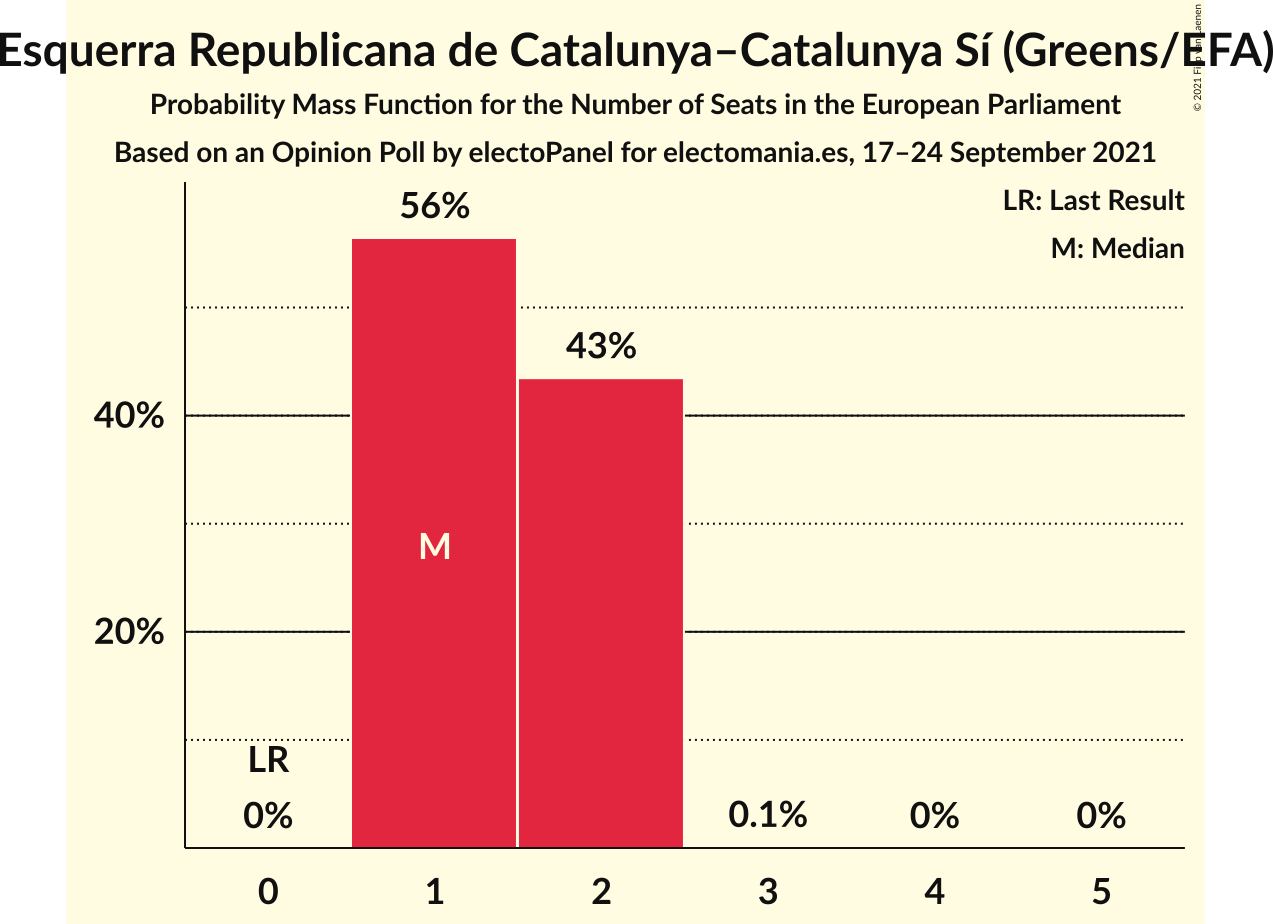 Esquerra Republicana de Catalunya–Catalunya Sí (Greens/EFA)
© 2021
Probability Mass Function for the Number of Seats in the European Parliament
Based on an Opinion Poll by electoPanel for electomania.es, 17–24 September 2021
LR: Last Result
M: Median
56%
43%
40%
M
20%
LR
0%
0.1%
0%
0%
0 1 2 3 4 5